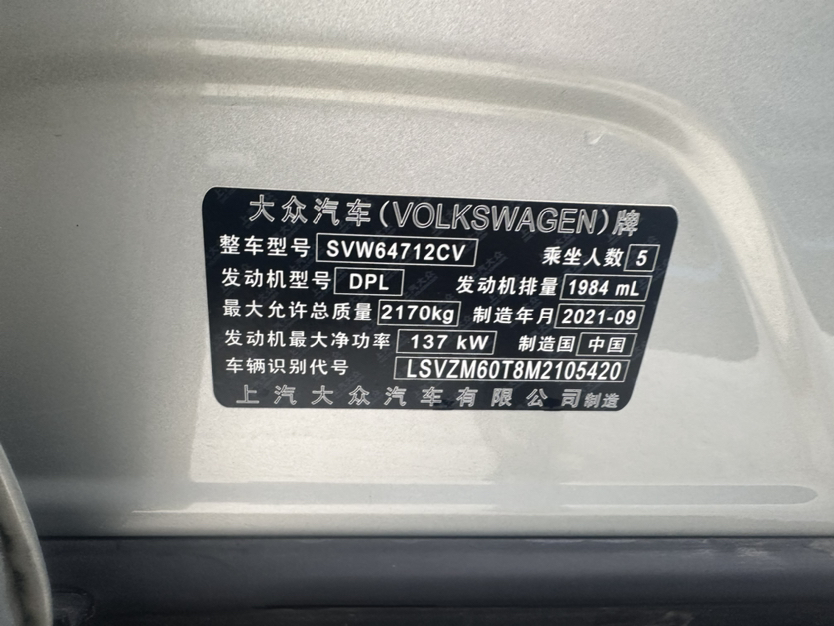 大众汽车(VOLKSWAGEN)牌
整车型号 SVW64712CV 乘坐人数 5
发动机型号 DPL 发动机排量 1984 mL
最大允许总质量 2170kg 制造年月 2021-09
发动机最大净功率 137 kW 制造国 中国
车辆识别代号 LSVZM60T8M2105420
上汽大众汽车有限公司制造